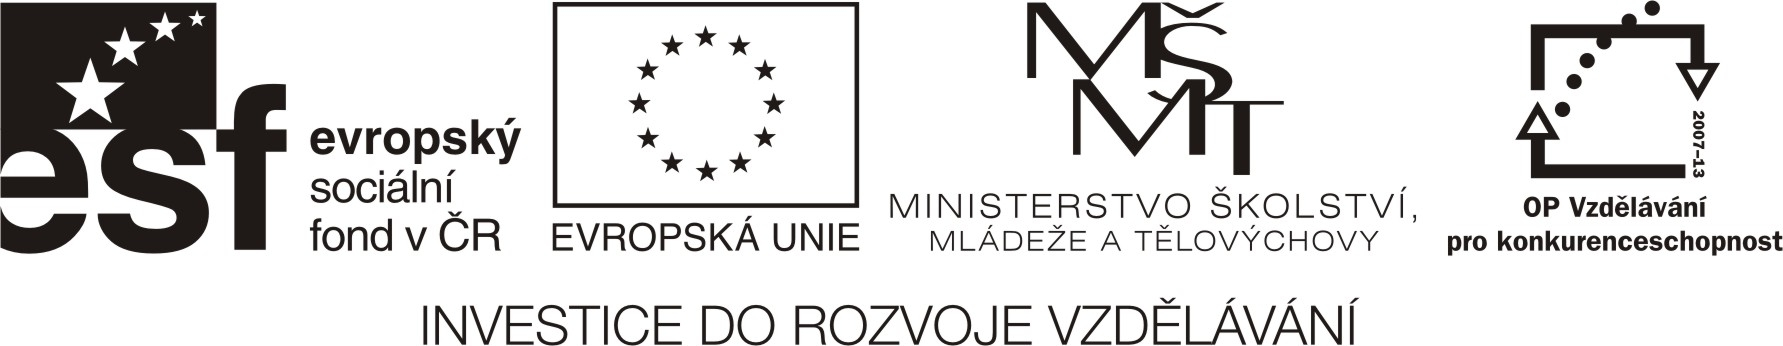 esf
evropský
sociální
fond v ČR
EVROPSKÁ UNIE
MŠMT
MINISTERSTVO ŠKOLSTVÍ,
MLÁDEŽE A TĚLOVÝCHOVY
2007-13
OP Vzdělávání
pro konkurenceschopnost
INVESTICE DO ROZVOJE VZDĚLÁVÁNÍ